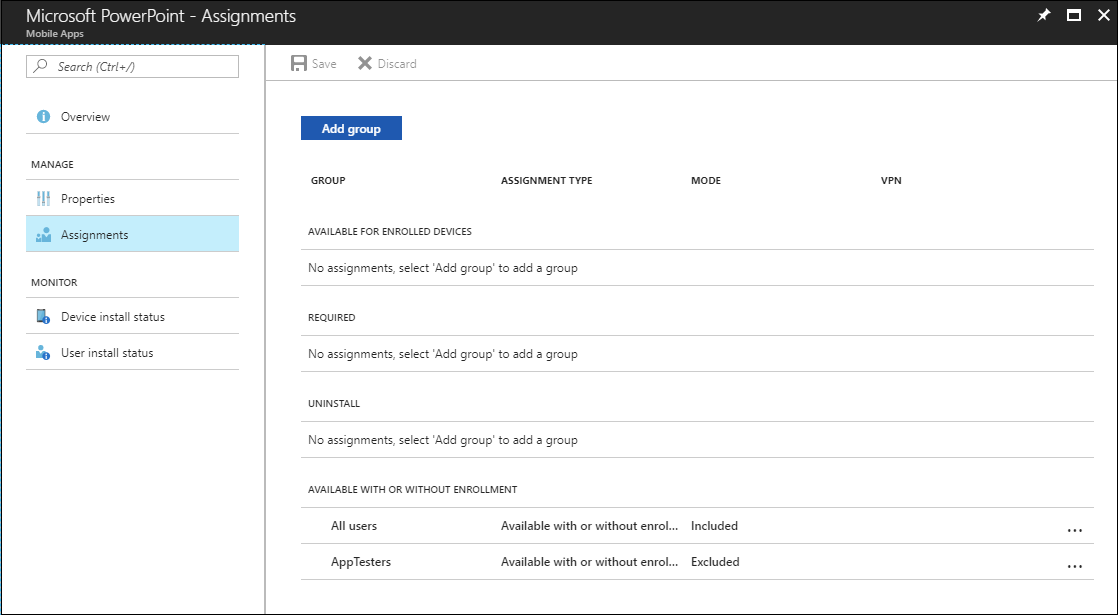 Microsoft PowerPoint - Assignments
Mobile Apps
Search (Ctrl+/)
Save
Discard
Overview
Add group
MANAGE
GROUP ASSIGNMENT TYPE MODE VPN
Properties
Assignments
AVAILABLE FOR ENROLLED DEVICES
No assignments, select 'Add group' to add a group
MONITOR
Device install status
User install status
REQUIRED
No assignments, select 'Add group' to add a group
UNINSTALL
No assignments, select 'Add group' to add a group
AVAILABLE WITH OR WITHOUT ENROLLMENT
All users Available with or without enrol... Included ...
AppTesters Available with or without enrol... Excluded ...